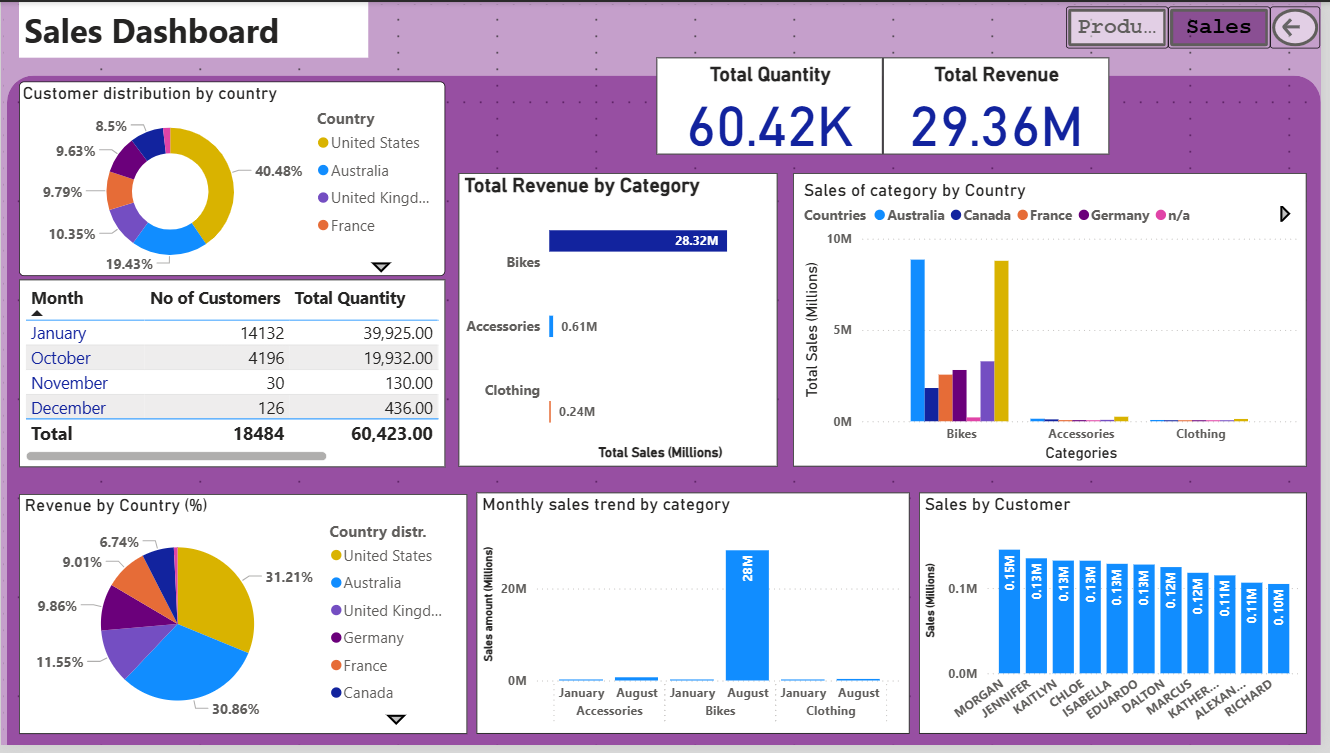 Sales Dashboard
Produ...
Sales
Total Quantity
60.42K
Total Revenue
29.36M
Customer distribution by country
8.5%
9.63%
9.79%
10.35%
19.43%
40.48%
Country
United States
Australia
United Kingd...
France
Month No of Customers Total Quantity
January 14132 39,925.00
October 4196 19,932.00
November 30 130.00
December 126 436.00
Total 18484 60,423.00
Total Revenue by Category
Bikes 28.32M
Accessories 0.61M
Clothing 0.24M
Total Sales (Millions)
Sales of category by Country
Countries Australia Canada France Germany n/a
Total Sales (Millions)
10M
5M
0M
Bikes Accessories Clothing
Categories
Revenue by Country (%)
6.74%
9.01%
9.86%
11.55%
30.86%
31.21%
Country distr.
United States
Australia
United Kingd...
Germany
France
Canada
Monthly sales trend by category
Sales amount (Millions)
20M
0M
28M
January August January August January August
Accessories Bikes Clothing
Sales by Customer
Sales (Millions)
0.1M
0.0M
0.15M 0.13M 0.13M 0.13M 0.13M 0.13M 0.12M 0.12M 0.11M 0.11M 0.10M
MORGAN JENNIFER KAITLYN CHLOE ISABELLA EDUARDO DALTON MARCUS KATHER... ALEXAN... RICHARD